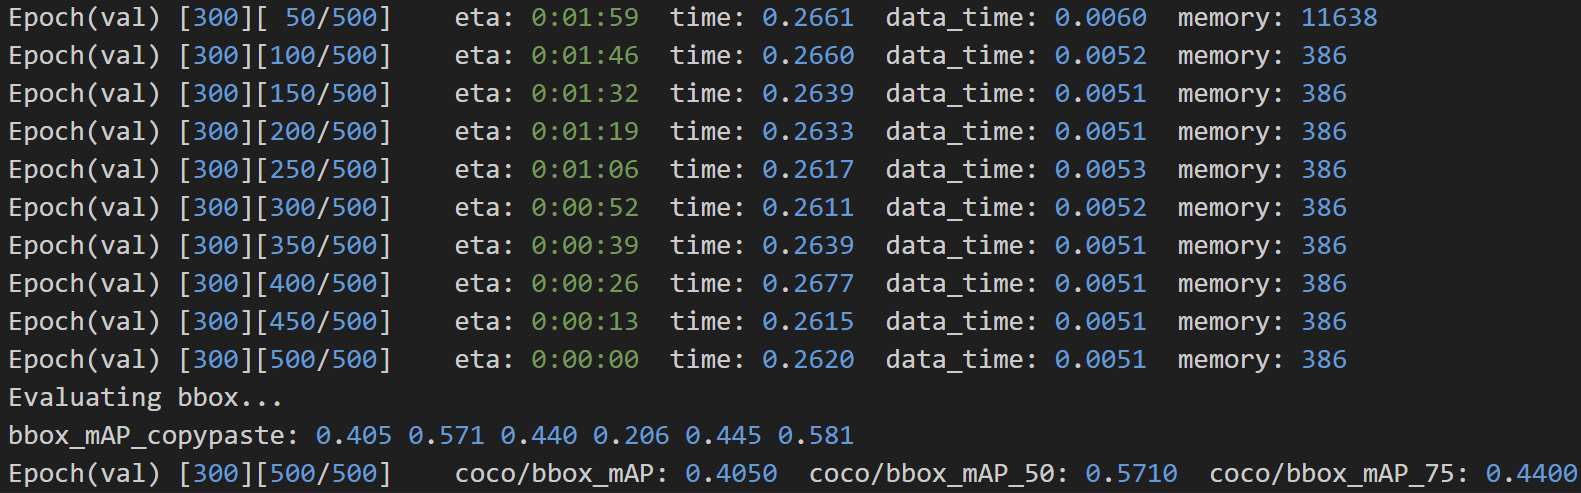 Epoch(val) [300][ 50/500]    eta: 0:01:59  time: 0.2661  data_time: 0.0060  memory: 11638
Epoch(val) [300][100/500]    eta: 0:01:46  time: 0.2660  data_time: 0.0052  memory: 386
Epoch(val) [300][150/500]    eta: 0:01:32  time: 0.2639  data_time: 0.0051  memory: 386
Epoch(val) [300][200/500]    eta: 0:01:19  time: 0.2633  data_time: 0.0051  memory: 386
Epoch(val) [300][250/500]    eta: 0:01:06  time: 0.2617  data_time: 0.0053  memory: 386
Epoch(val) [300][300/500]    eta: 0:00:52  time: 0.2611  data_time: 0.0052  memory: 386
Epoch(val) [300][350/500]    eta: 0:00:39  time: 0.2639  data_time: 0.0051  memory: 386
Epoch(val) [300][400/500]    eta: 0:00:26  time: 0.2677  data_time: 0.0051  memory: 386
Epoch(val) [300][450/500]    eta: 0:00:13  time: 0.2615  data_time: 0.0051  memory: 386
Epoch(val) [300][500/500]    eta: 0:00:00  time: 0.2620  data_time: 0.0051  memory: 386
Evaluating bbox...
bbox_mAP_copypaste: 0.405 0.571 0.440 0.206 0.445 0.581
Epoch(val) [300][500/500]    coco/bbox_mAP: 0.4050  coco/bbox_mAP_50: 0.5710  coco/bbox_mAP_75: 0.4400